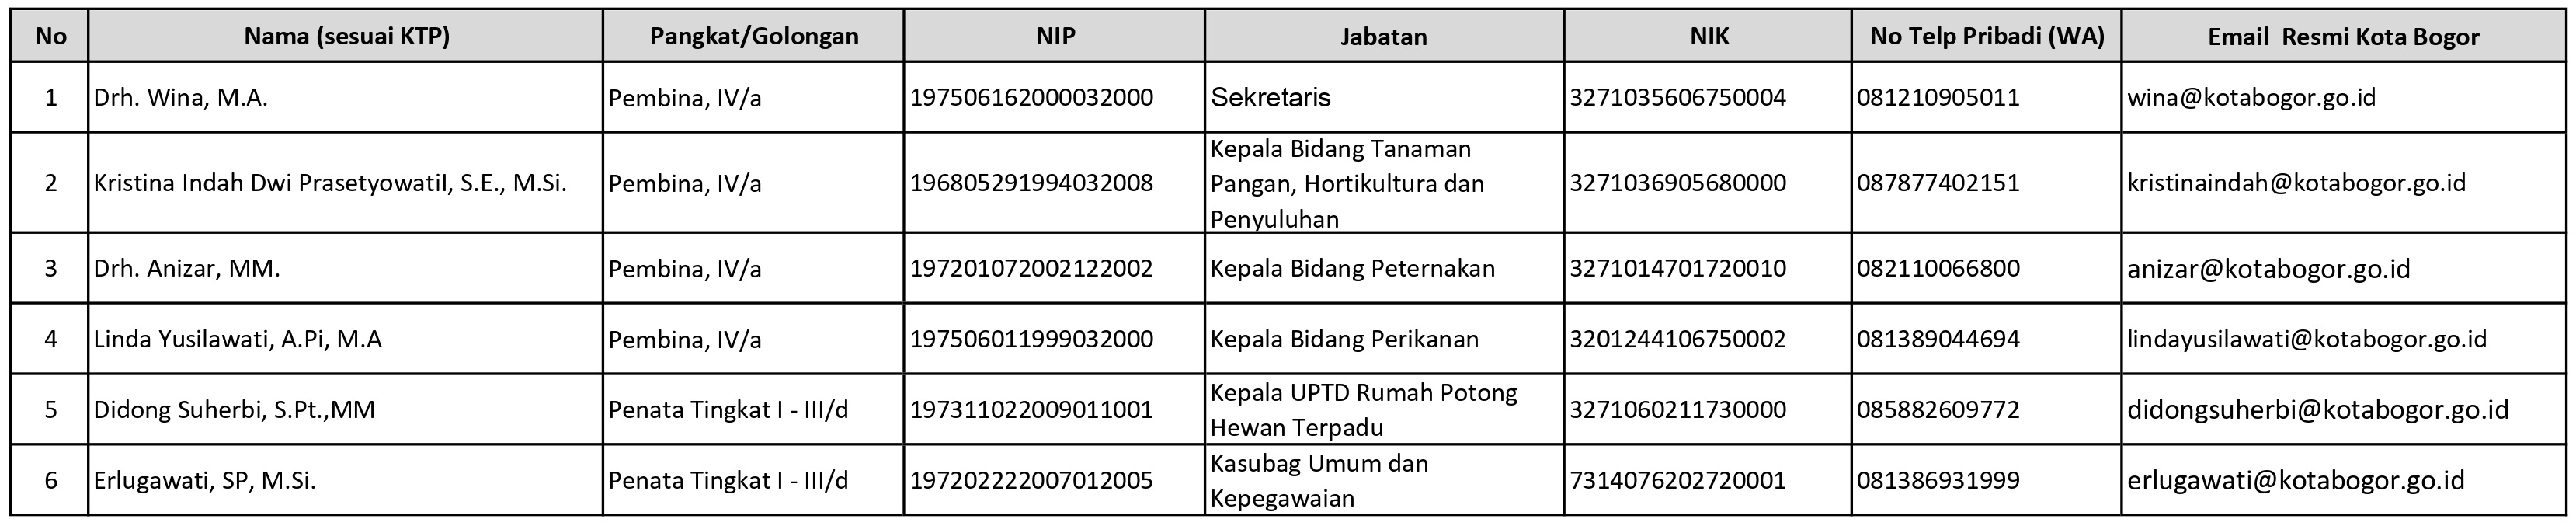 No Nama (sesuai KTP) Pangkat/Golongan NIP Jabatan NIK No Telp Pribadi (WA) Email Resmi Kota Bogor
1 Drh. Wina, M.A. Pembina, IV/a 197506162000032000 Sekretaris 3271035606750004 081210905011 wina@kotabogor.go.id
2 Kristina Indah Dwi PrasetyowatiI, S.E., M.Si. Pembina, IV/a 196805291994032008 Kepala Bidang Tanaman
Pangan, Hortikultura dan
Penyuluhan 3271036905680000 087877402151 kristinaindah@kotabogor.go.id
3 Drh. Anizar, MM. Pembina, IV/a 197201072002122002 Kepala Bidang Peternakan 3271014701720010 082110066800 anizar@kotabogor.go.id
4 Linda Yusilawati, A.Pi, M.A Pembina, IV/a 197506011999032000 Kepala Bidang Perikanan 3201244106750002 081389044694 lindayusilawati@kotabogor.go.id
5 Didong Suherbi, S.Pt.,MM Penata Tingkat I - III/d 197311022009011001 Kepala UPTD Rumah Potong
Hewan Terpadu 3271060211730000 085882609772 didongsuherbi@kotabogor.go.id
6 Erlugawati, SP, M.Si. Penata Tingkat I - III/d 197202222007012005 Kasubag Umum dan
Kepegawaian 7314076202720001 081386931999 erlugawati@kotabogor.go.id